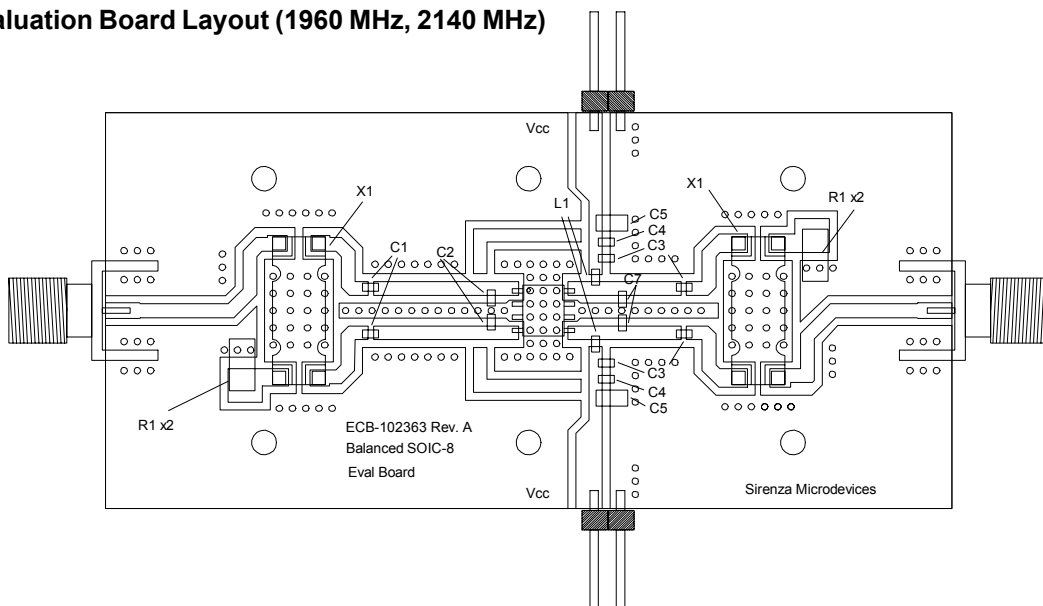 aluation Board Layout (1960 MHz, 2140 MHz)
Vcc
X1
X1
R1 x2
L1
C5
C4
C3
C1
C2
C7
C3
C4
C5
R1 x2
ECB-102363 Rev. A
Balanced SOIC-8
Eval Board
Vcc
Sirenza Microdevices